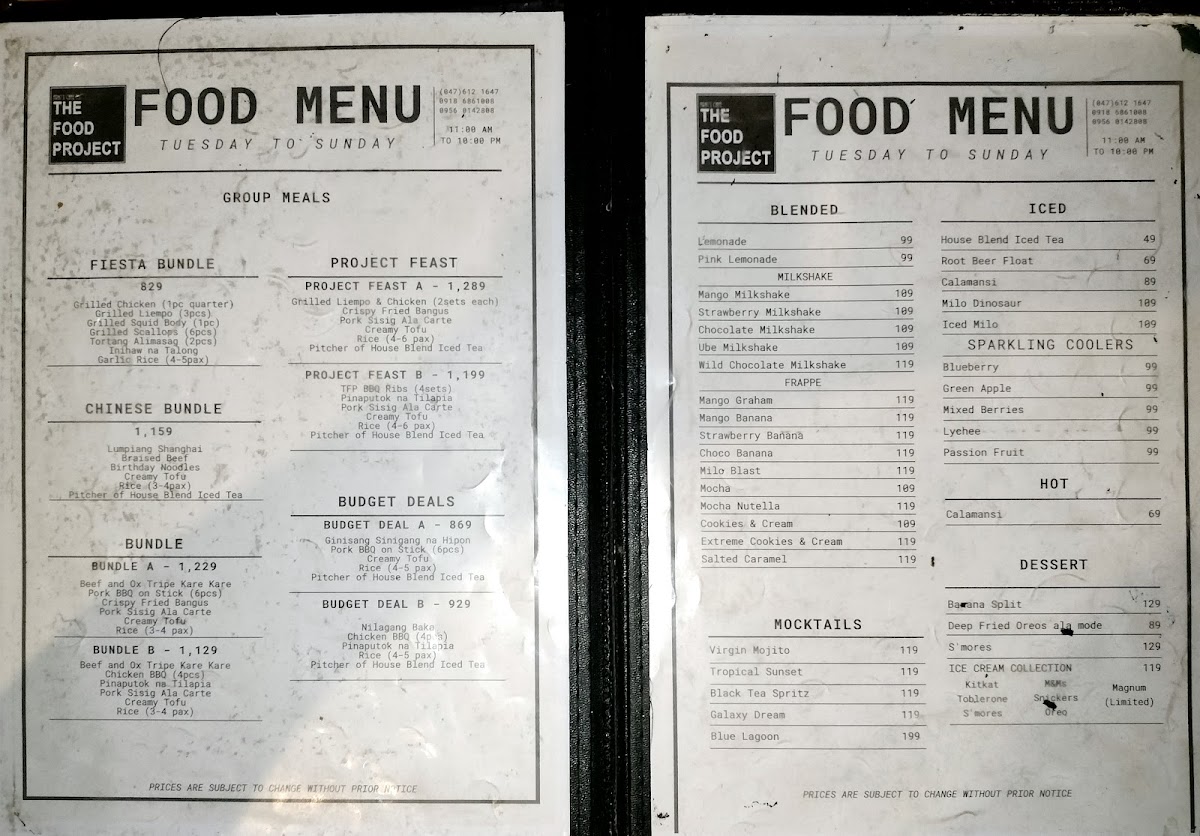 THE
FOOD
PROJECT
FOOD MENU
TUESDAY TO SUNDAY
(047)612 1647
0918 6861008
0956 0142808
11:00 AM
TO 10:00 PM
GROUP MEALS
FIESTA BUNDLE
829
Grilled Chicken (1pc quarter)
Grilled Liempo (3pcs)
Grilled Squid Body (1pc)
Grilled Scallops (6pcs)
Tortang Alimasag (2pcs)
Inihaw na Talong
Garlic Rice (4-5pax)
CHINESE BUNDLE
1,159
Lumpiang Shanghai
Braised Beef
Birthday Noodles
Creamy Tofu
Rice (3-4pax)
Pitcher of House Blend Iced Tea
BUNDLE
BUNDLE A - 1,229
Beef and Ox Tripe Kare Kare
Pork BBQ on Stick (6pcs)
Crispy Fried Bangus
Pork Sisig Ala Carte
Creamy Tofu
Rice (3-4 pax)
BUNDLE B - 1,129
Beef and Ox Tripe Kare Kare
Chicken BBQ (4pcs)
Pinaputok na Tilapia
Pork Sisig Ala Carte
Creamy Tofu
Rice (3-4 pax)
PROJECT FEAST
PROJECT FEAST A - 1,289
Grilled Liempo & Chicken (2sets each)
Crispy Fried Bangus
Pork Sisig Ala Carte
Creamy Tofu
Rice (4-6 pax)
Pitcher of House Blend Iced Tea
PROJECT FEAST B - 1,199
TFP BBQ Ribs (4sets)
Pinaputok na Tilapia
Pork Sisig Ala Carte
Creamy Tofu
Rice (4-6 pax)
Pitcher of House Blend Iced Tea
BUDGET DEALS
BUDGET DEAL A - 869
Ginisang Sinigang na Hipon
Pork BBQ on Stick (6pcs)
Creamy Tofu
Rice (4-5 pax)
Pitcher of House Blend Iced Tea
BUDGET DEAL B - 929
Nilagang Baka
Chicken BBQ (4pcs)
Pinaputok na Tilapia
Rice (4-5 pax)
Pitcher of House Blend Iced Tea
PRICES ARE SUBJECT TO CHANGE WITHOUT PRIOR NOTICE
THE
FOOD
PROJECT
FOOD MENU
TUESDAY TO SUNDAY
(047)612 1647
0918 6861008
0956 0142808
11:00 AM
TO 10:00 PM
BLENDED
Lemonade 99
Pink Lemonade 99
MILKSHAKE
Mango Milkshake 109
Strawberry Milkshake 109
Chocolate Milkshake 109
Ube Milkshake 109
Wild Chocolate Milkshake 119
FRAPPE
Mango Graham 119
Mango Banana 119
Strawberry Banana 119
Choco Banana 119
Milo Blast 119
Mocha 109
Mocha Nutella 119
Cookies & Cream 109
Extreme Cookies & Cream 119
Salted Caramel 119
MOCKTAILS
Virgin Mojito 119
Tropical Sunset 119
Black Tea Spritz 119
Galaxy Dream 119
Blue Lagoon 199
ICED
House Blend Iced Tea 49
Root Beer Float 69
Calamansi 89
Milo Dinosaur 109
Iced Milo 109
SPARKLING COOLERS
Blueberry 99
Green Apple 99
Mixed Berries 99
Lychee 99
Passion Fruit 99
HOT
Calamansi 69
DESSERT
Banana Split 129
Deep Fried Oreos ala mode 89
S'mores 129
ICE CREAM COLLECTION 119
Kitkat M&Ms Magnum
Toblerone Snickers (Limited)
S'mores Oreo
PRICES ARE SUBJECT TO CHANGE WITHOUT PRIOR NOTICE